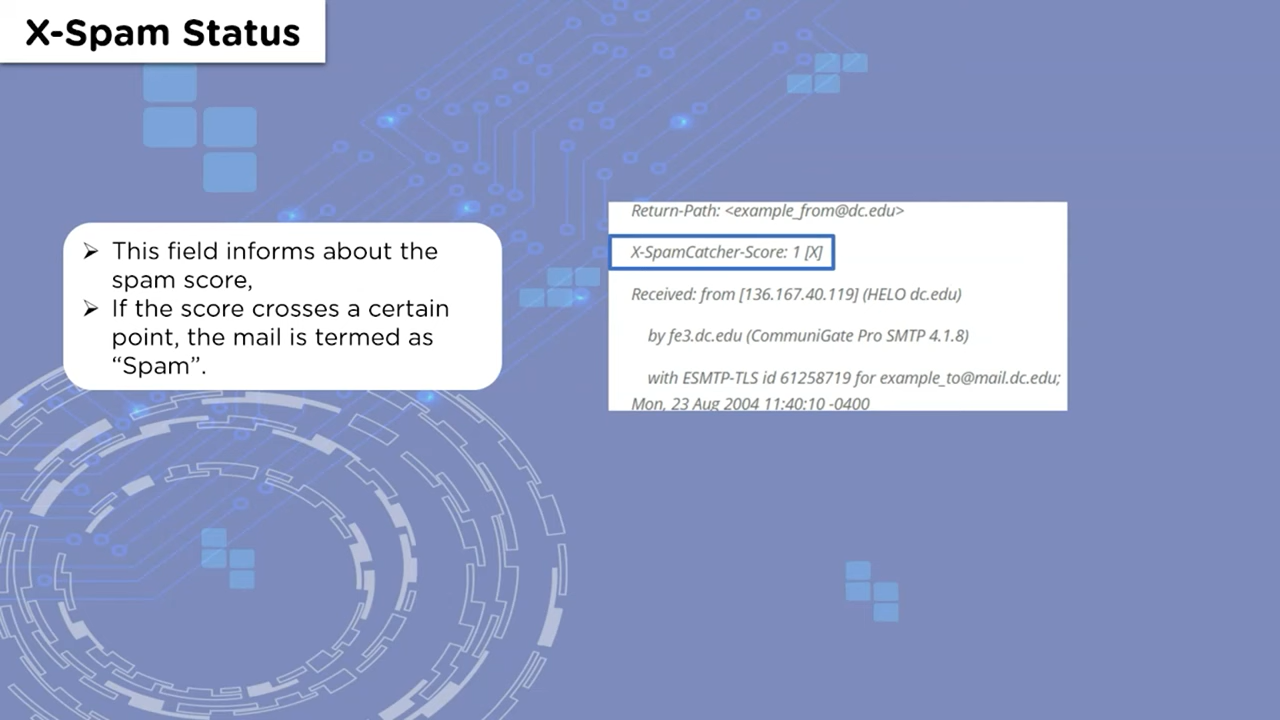 X-Spam Status
➢ This field informs about the
spam score,
➢ If the score crosses a certain
point, the mail is termed as
“Spam”.
Return-Path: <example_from@dc.edu>
X-SpamCatcher-Score: 1 [X]
Received: from [136.167.40.119] (HELO dc.edu)
by fe3.dc.edu (CommuniGate Pro SMTP 4.1.8)
with ESMTP-TLS id 61258719 for example_to@mail.dc.edu;
Mon, 23 Aug 2004 11:40:10 -0400